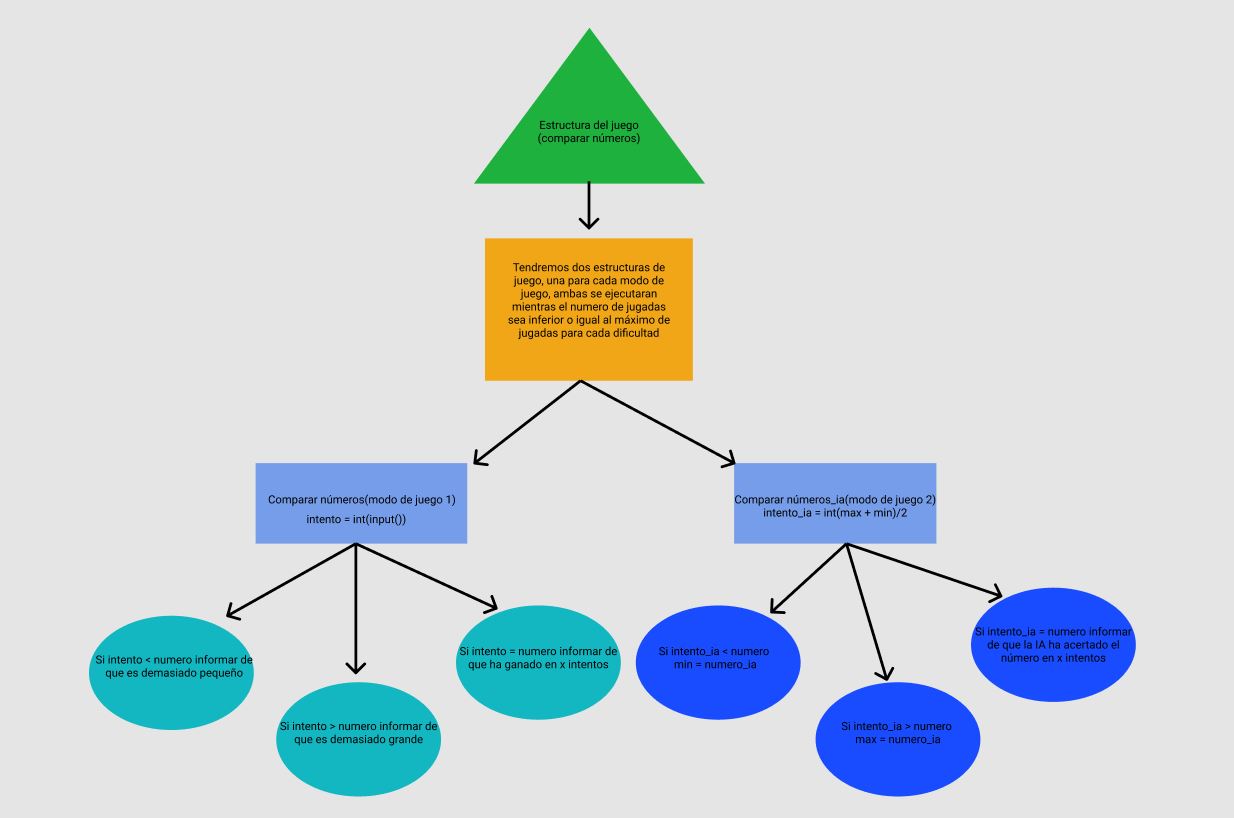 Estructura del juego
(comparar números)
Tendremos dos estructuras de
juego, una para cada modo de
juego, ambas se ejecutaran
mientras el numero de jugadas
sea inferior o igual al máximo de
jugadas para cada dificultad
Comparar números(modo de juego 1)
intento = int(input())
Comparar números_ia(modo de juego 2)
intento_ia = int(max + min)/2
Si intento < numero informar de
que es demasiado pequeño
Si intento > numero informar de
que es demasiado grande
Si intento = numero informar de
que ha ganado en x intentos
Si intento_ia < numero
min = numero_ia
Si intento_ia > numero
max = numero_ia
Si intento_ia = numero informar
de que la IA ha acertado el
número en x intentos